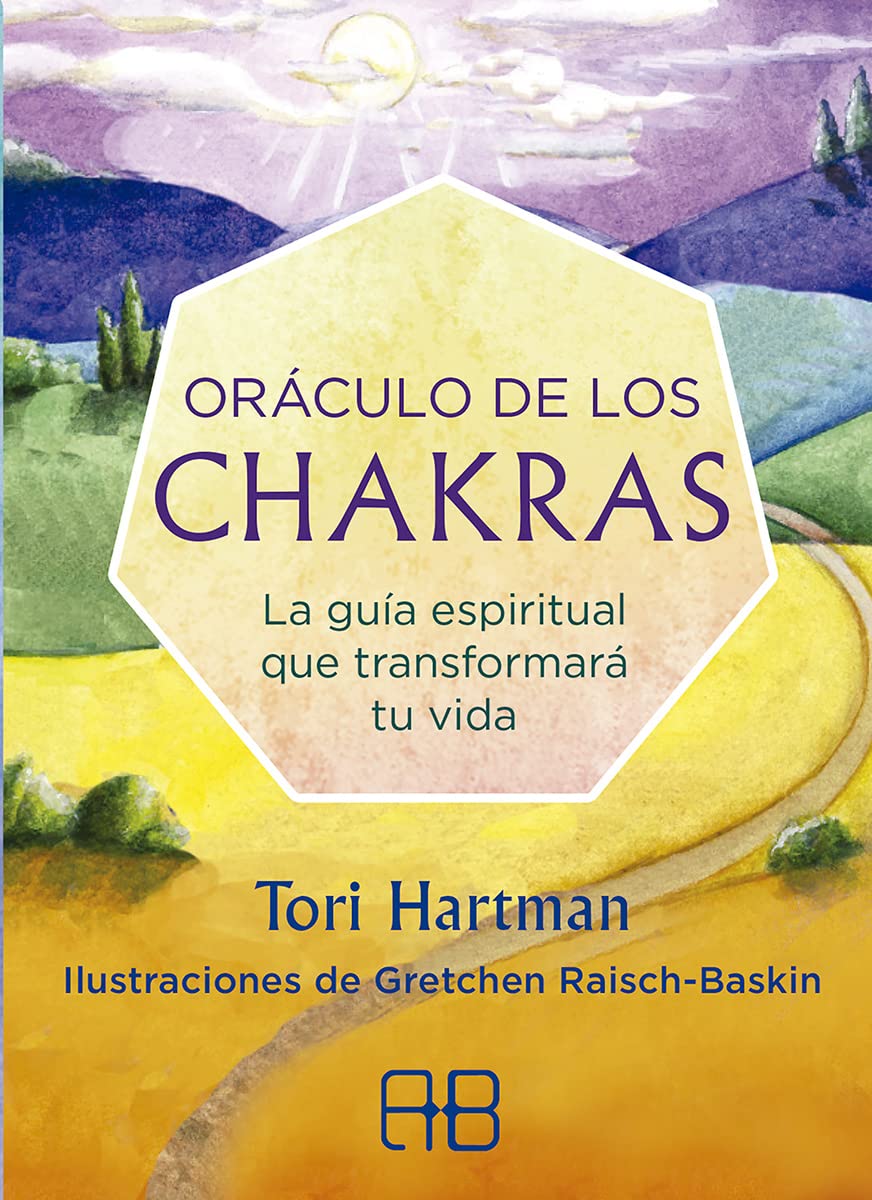 ORÁCULO DE LOS
CHAKRAS
La guía espiritual
que transformará
tu vida
Tori Hartman
Ilustraciones de Gretchen Raisch-Baskin
AB